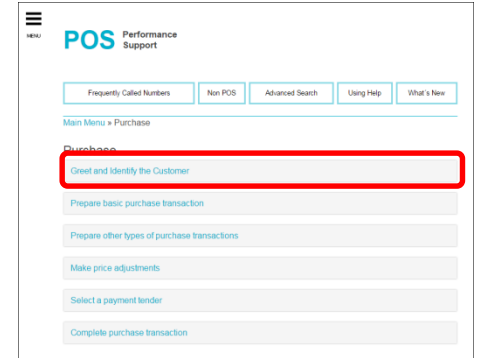 MENU
POS Performance
Support
Frequently Called Numbers Non POS Advanced Search Using Help What's New
Main Menu » Purchase
Purchase
Greet and Identify the Customer
Prepare basic purchase transaction
Prepare other types of purchase transactions
Make price adjustments
Select a payment tender
Complete purchase transaction